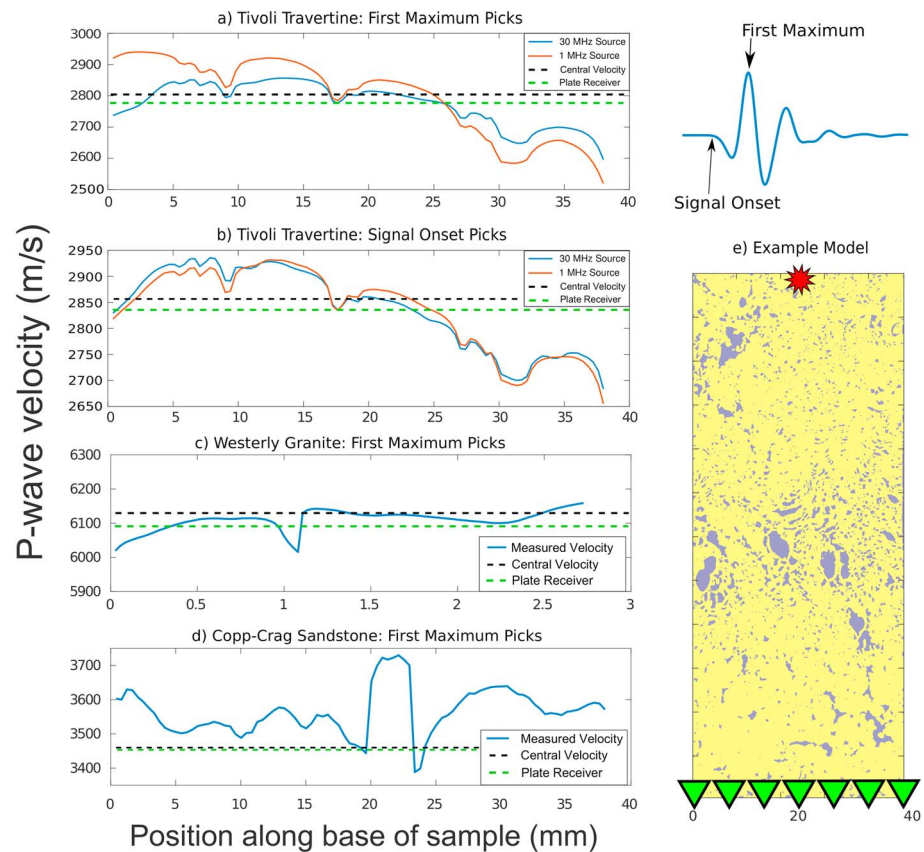 a) Tivoli Travertine: First Maximum Picks
3000
2900
2800
2700
2600
2500
30 MHz Source
1 MHz Source
Central Velocity
Plate Receiver
0 5 10 15 20 25 30 35 40
b) Tivoli Travertine: Signal Onset Picks
2950
2900
2850
2800
2750
2700
2650
30 MHz Source
1 MHz Source
Central Velocity
Plate Receiver
0 5 10 15 20 25 30 35 40
c) Westerly Granite: First Maximum Picks
6300
6200
6100
6000
5900
Measured Velocity
Central Velocity
Plate Receiver
0 0.5 1 1.5 2 2.5 3
d) Copp-Crag Sandstone: First Maximum Picks
3700
3600
3500
3400
Measured Velocity
Central Velocity
Plate Receiver
0 5 10 15 20 25 30 35 40
P-wave velocity (m/s)
Position along base of sample (mm)
First Maximum
Signal Onset
e) Example Model
0 20 40